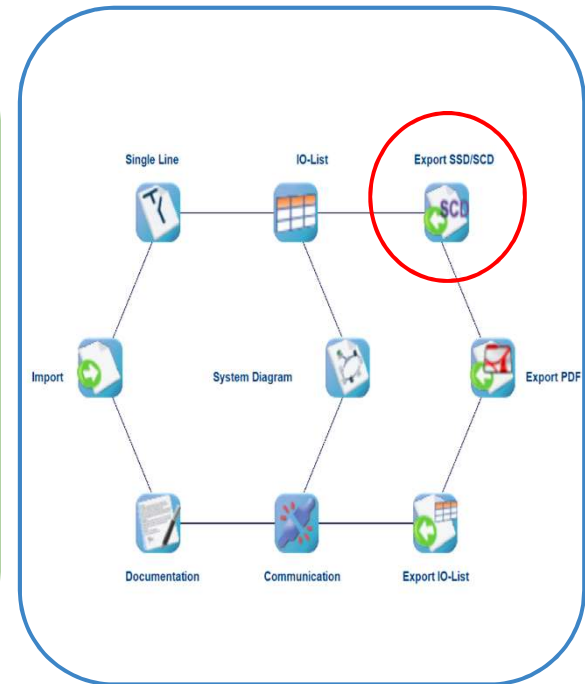 Single Line
IO-List
Export SSD/SCD
SCD
Import
System Diagram
Export PDF
Documentation
Communication
Export IO-List